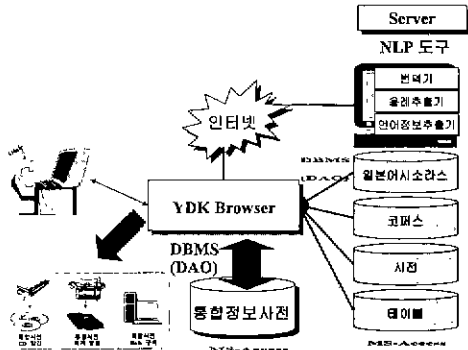 Server
NLP 도구
번역기
용례추출기
언어정보추출기
인터넷
DBMS
(DAO)
일본어시소러스
YDK Browser
코퍼스
DBMS
(DAO)
사전
통합정보사전
테이블
MS-Access